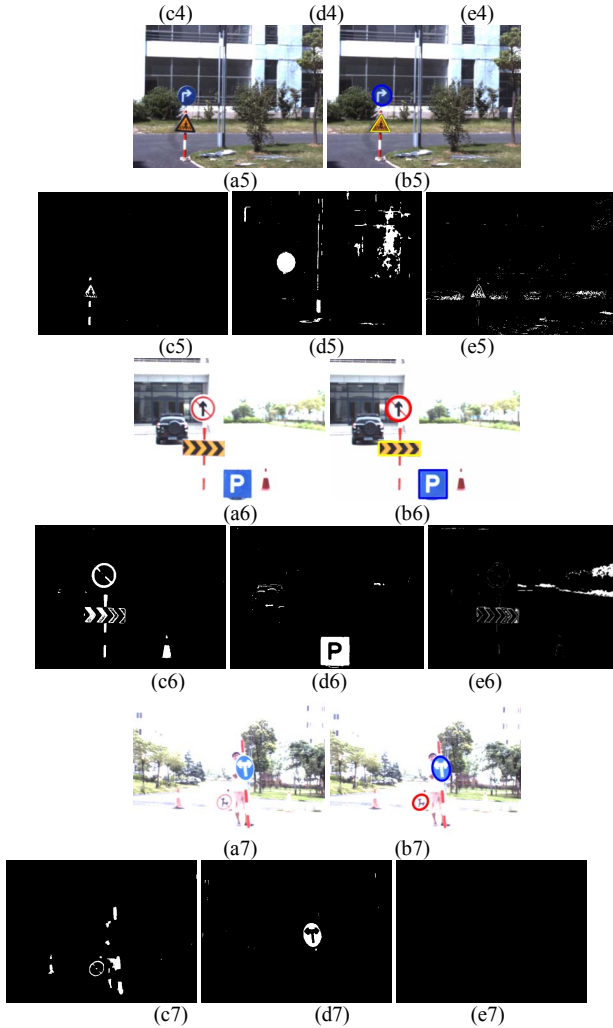 (c4) (d4) (e4)
(a5) (b5)
(c5) (d5) (e5)
P P
(a6) (b6)
P
(c6) (d6) (e6)
(a7) (b7)
(c7) (d7) (e7)